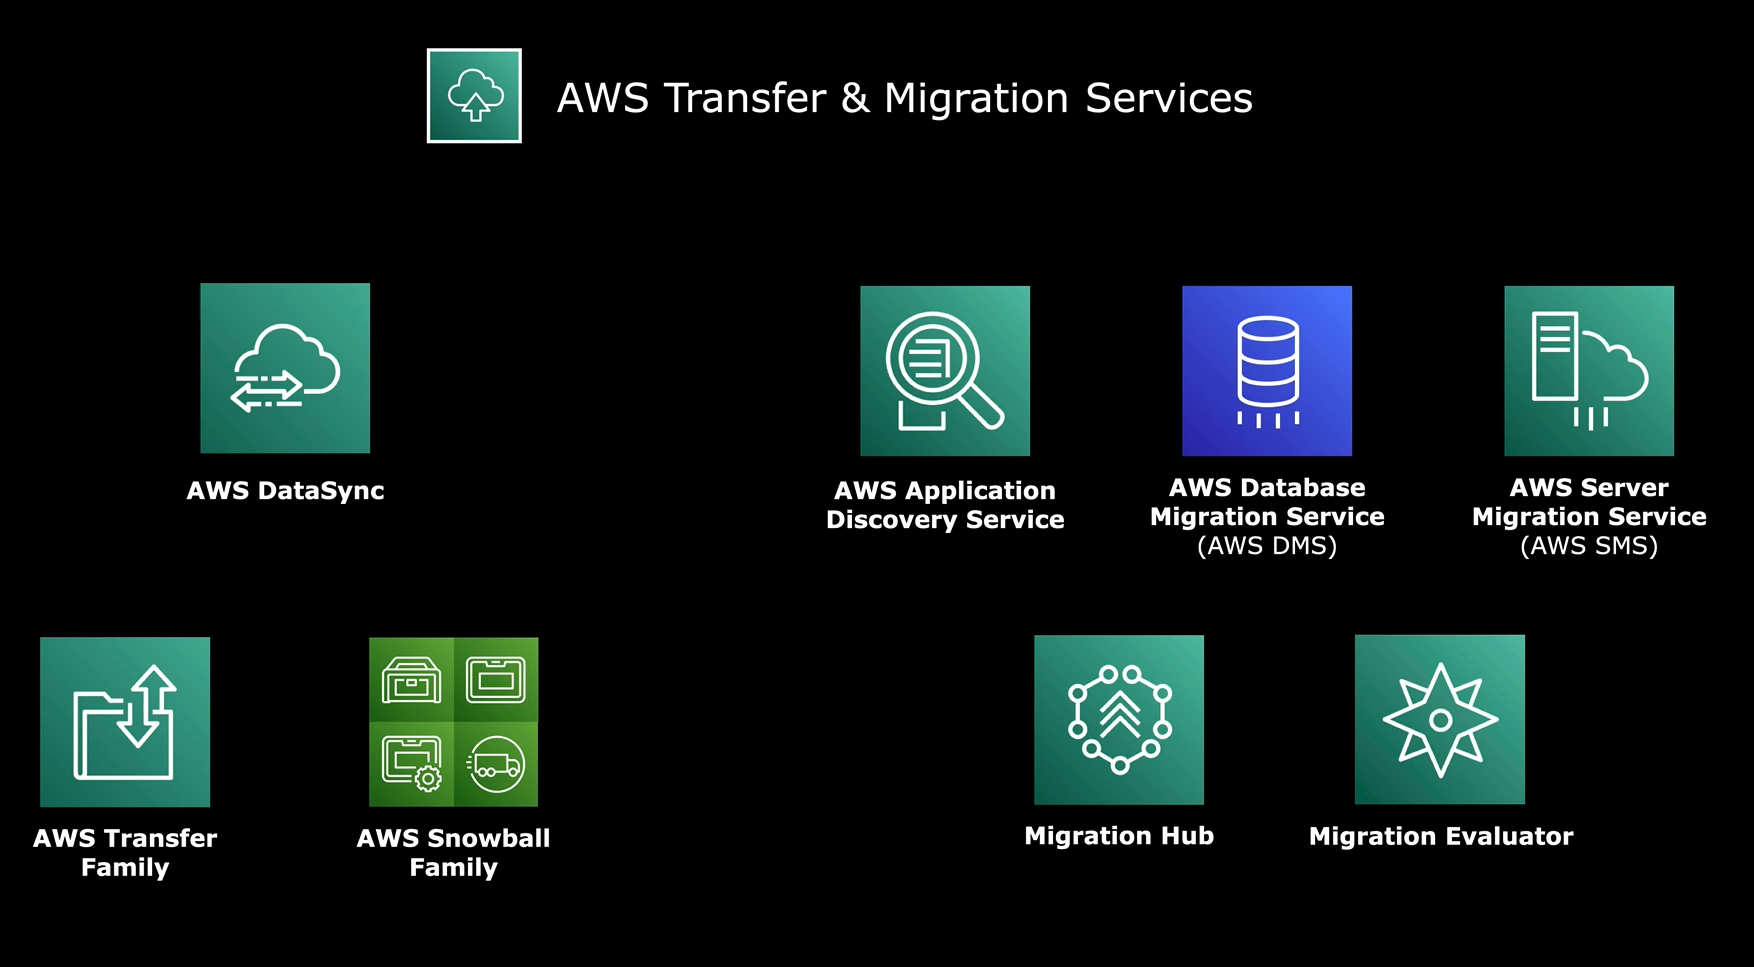 AWS Transfer & Migration Services
AWS DataSync
AWS Application
Discovery Service
AWS Database
Migration Service
(AWS DMS)
AWS Server
Migration Service
(AWS SMS)
AWS Transfer
Family
AWS Snowball
Family
Migration Hub
Migration Evaluator